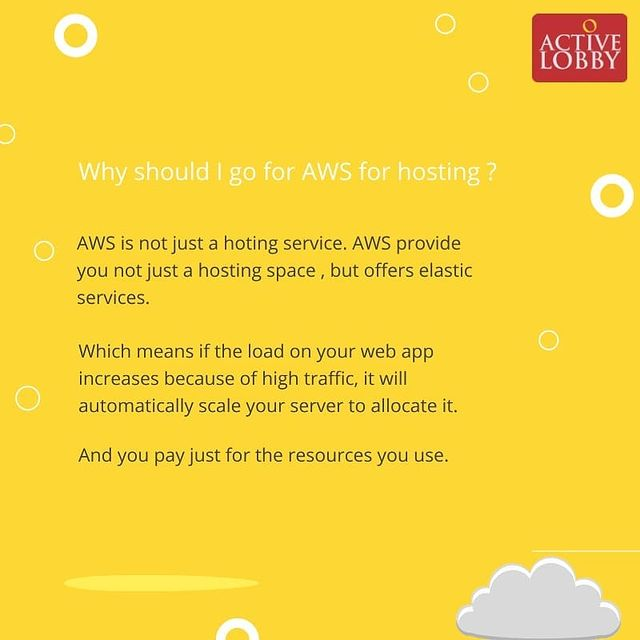 ACTIVE
LOBBY
Why should I go for AWS for hosting ?
AWS is not just a hoting service. AWS provide
you not just a hosting space , but offers elastic
services.
Which means if the load on your web app
increases because of high traffic, it will
automatically scale your server to allocate it.
And you pay just for the resources you use.